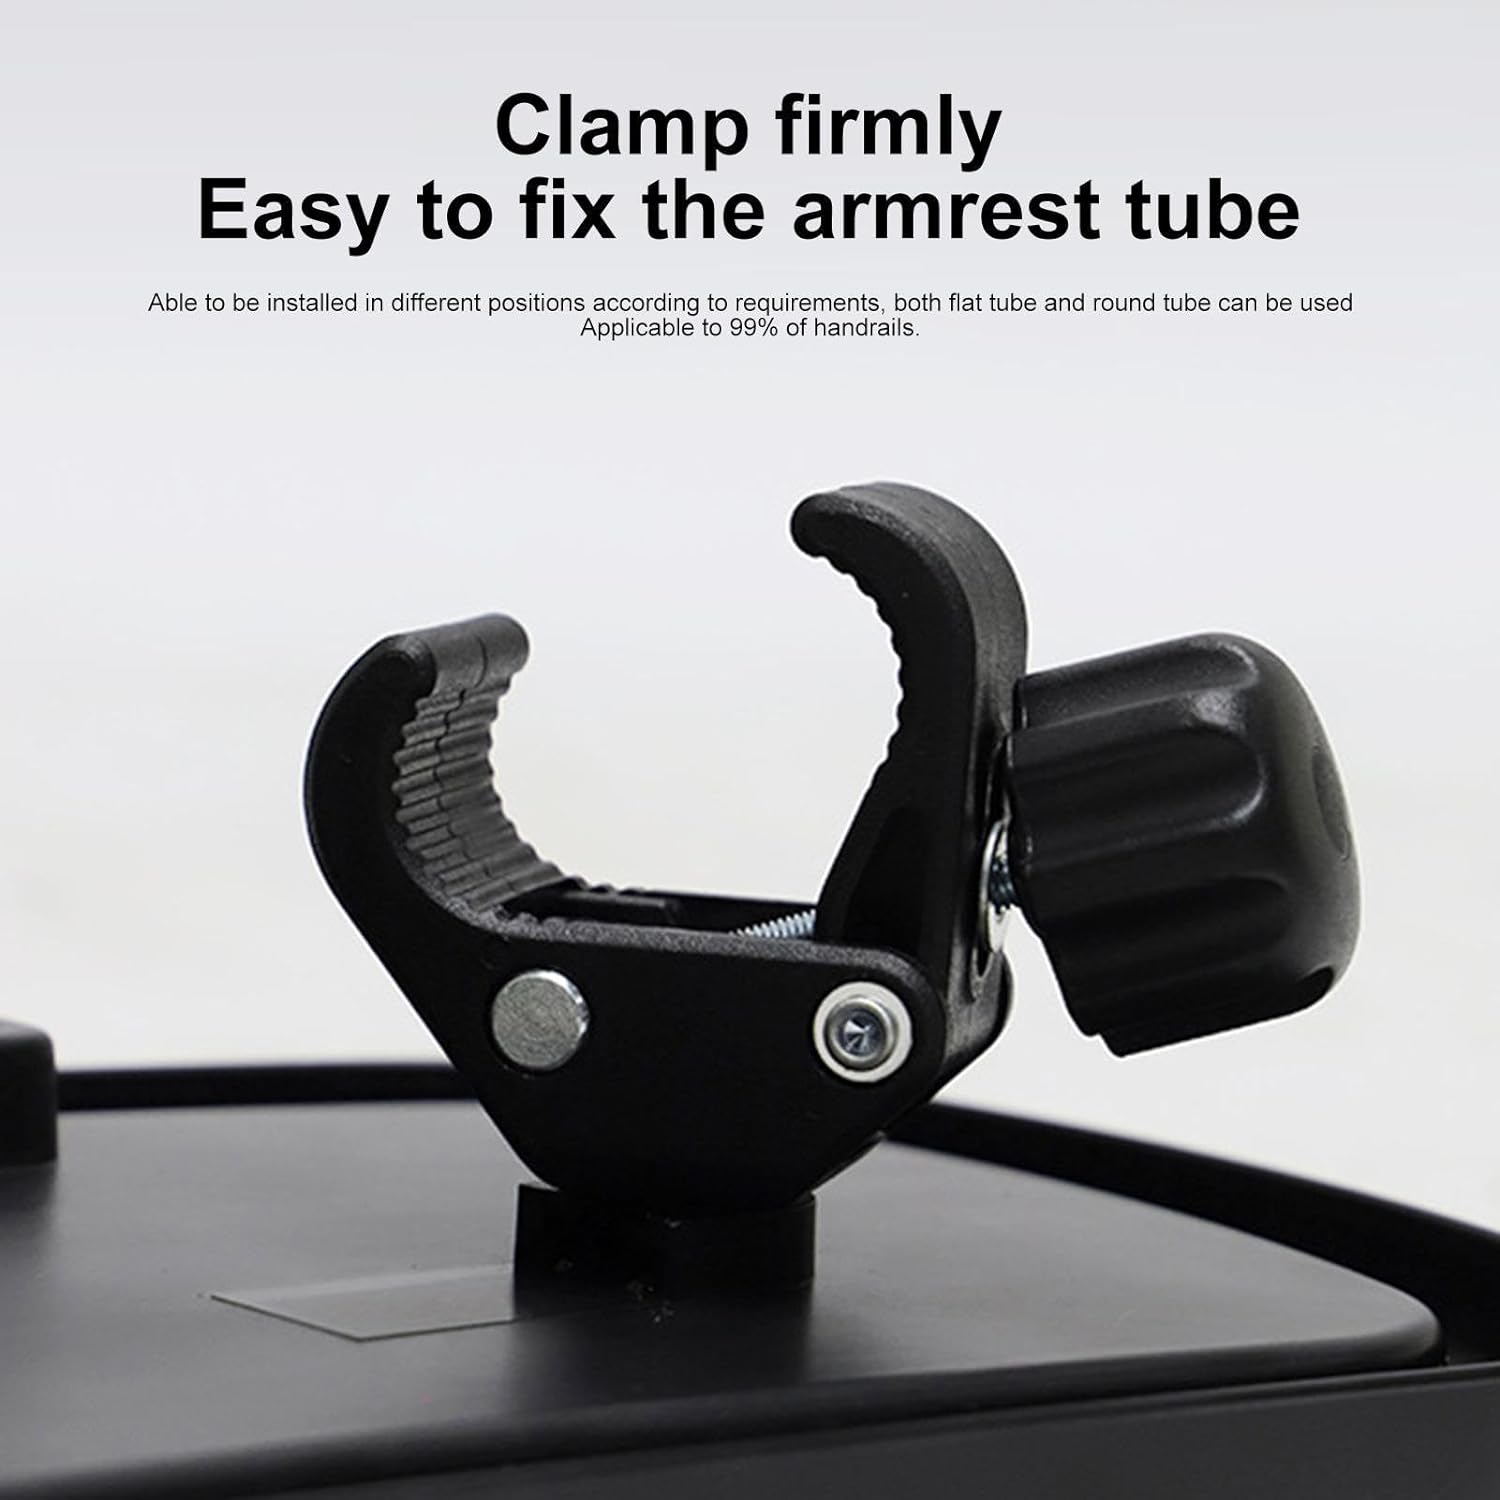 Clamp firmly
Easy to fix the armrest tube
Able to be installed in different positions according to requirements, both flat tube and round tube can be used
Applicable to 99% of handrails.